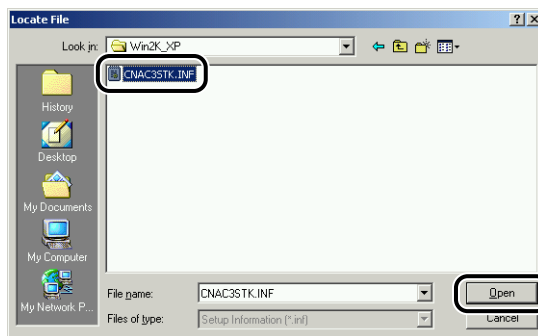 Locate File
Look in:
Win2K_XP
CNAC3STK.INF
History
Desktop
My Documents
My Computer
My Network P...
File name:
CNAC3STK.INF
Open
Files of type:
Setup Information (*.inf)
Cancel